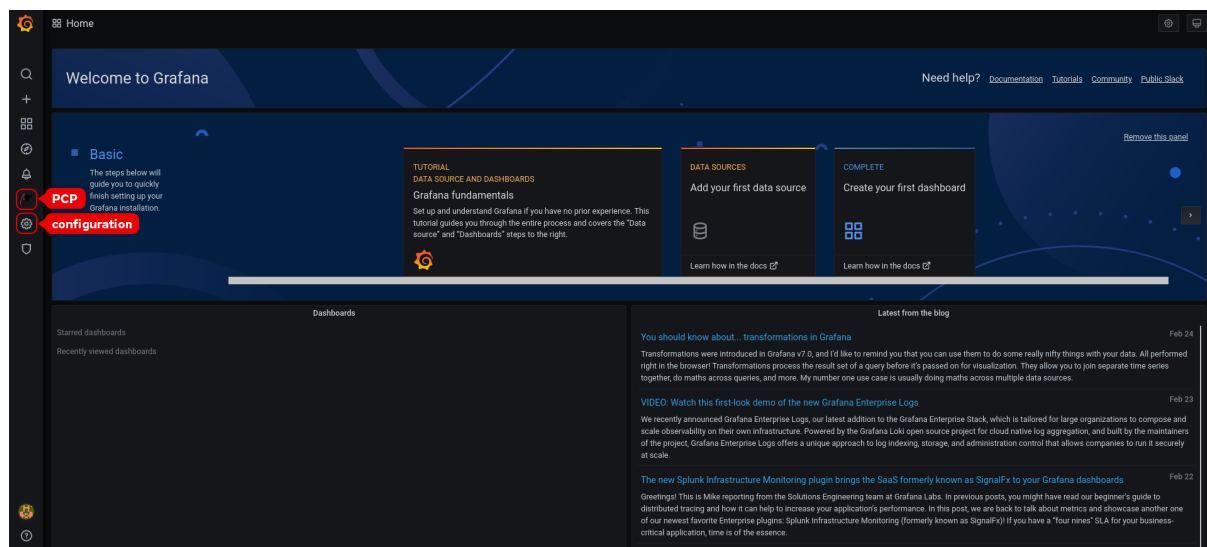 Home
Welcome to Grafana
Need help? Documentation Tutorials Community Public Slack
Remove this panel
Basic
The steps below will
guide you to quickly
finish setting up your
Grafana installation.
TUTORIAL
DATA SOURCE AND DASHBOARDS
Grafana fundamentals
Set up and understand Grafana if you have no prior experience. This
tutorial guides you through the entire process and covers the "Data
source" and "Dashboards" steps to the right.
DATA SOURCES
Add your first data source
Learn how in the docs
COMPLETE
Create your first dashboard
Learn how in the docs
PCP
configuration
Dashboards
Starred dashboards
Recently viewed dashboards
Latest from the blog
You should know about... transformations in Grafana
Feb 24
Transformations were introduced in Grafana v7.0, and I'd like to remind you that you can use them to do some really nifty things with your data. All performed
right in the browser! Transformations process the result set of a query before it's passed on for visualization. They allow you to join separate time series
together, do maths across queries, and more. My number one use case is usually doing maths across multiple data sources.
VIDEO: Watch this first-look demo of the new Grafana Enterprise Logs
Feb 23
We recently announced Grafana Enterprise Logs, our latest addition to the Grafana Enterprise Stack, which is tailored for large organizations to compose and
scale observability on their own infrastructure. Powered by the Grafana Loki open source project for cloud native log aggregation, and built by the maintainers
of the project, Grafana Enterprise Logs offers a unique approach to log indexing, storage, and administration control that allows companies to run it securely
at scale.
The new Splunk Infrastructure Monitoring plugin brings the SaaS formerly known as SignalFx to your Grafana dashboards
Feb 22
Greetings! This is Mike reporting from the Solutions Engineering team at Grafana Labs. In previous posts, you might have read our beginner's guide to
distributed tracing and how it can help to increase your application's performance. In this post, we are back to talk about metrics and showcase another one
of our newest favorite Enterprise plugins: Splunk Infrastructure Monitoring (formerly known as SignalFx)! If you have a "four nines" SLA for your business-
critical application, time is of the essence.